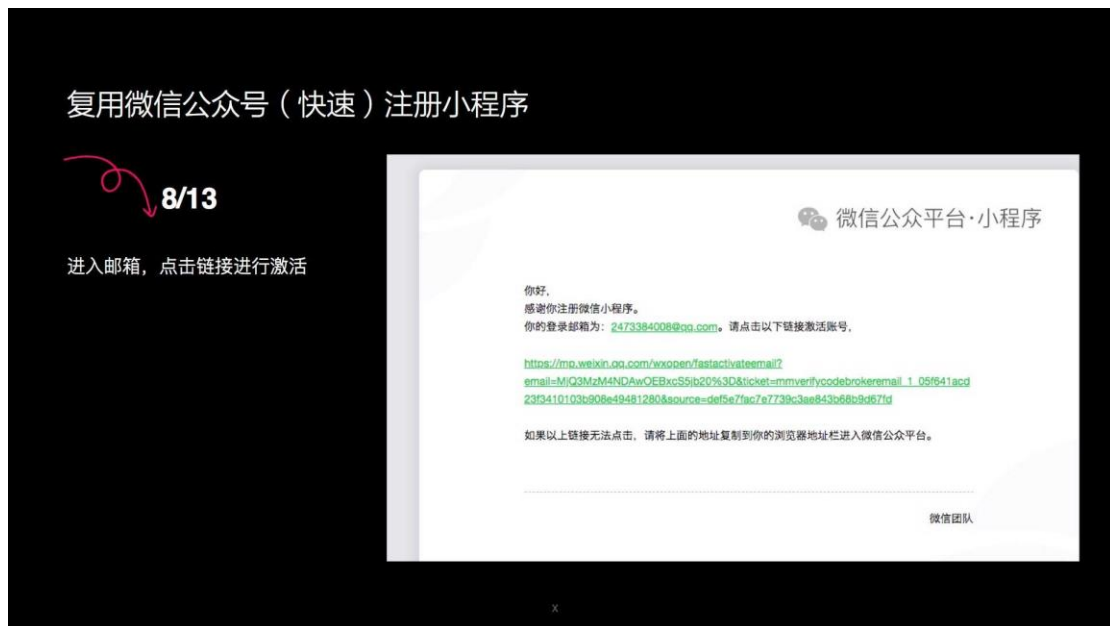 复用微信公众号（快速）注册小程序
8/13
进入邮箱，点击链接进行激活
微信公众平台·小程序
你好，
感谢你注册微信小程序。
你的登录邮箱为：2473384008@qq.com。请点击以下链接激活账号，
https://mp.weixin.qq.com/wxopen/fastactivateemail?
email=MjQ3MzM4NDAwOEBxcS5jb20%3D&ticket=mmverifycodebrokeremail_1_05f641acd
23f3410103b908e49481280&source=def5e7fac7e7739c3ae843b68b9d67fd
如果以上链接无法点击，请将上面的地址复制到你的浏览器地址栏进入微信公众平台。
微信团队
X